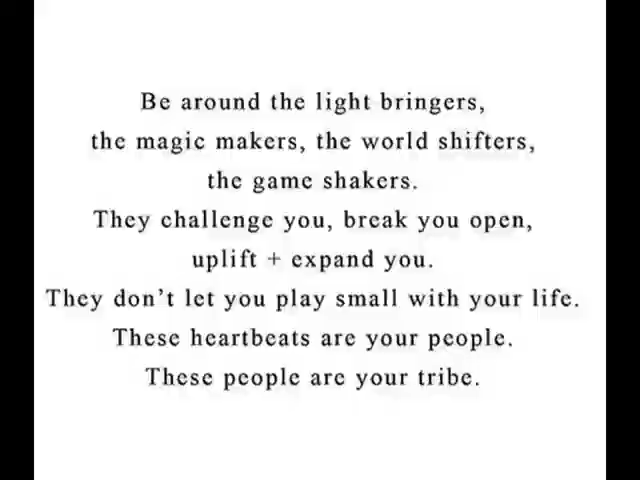 Be around the light bringers,
the magic makers, the world shifters,
the game shakers.
They challenge you, break you open,
uplift + expand you.
They don't let you play small with your life.
These heartbeats are your people.
These people are your tribe.